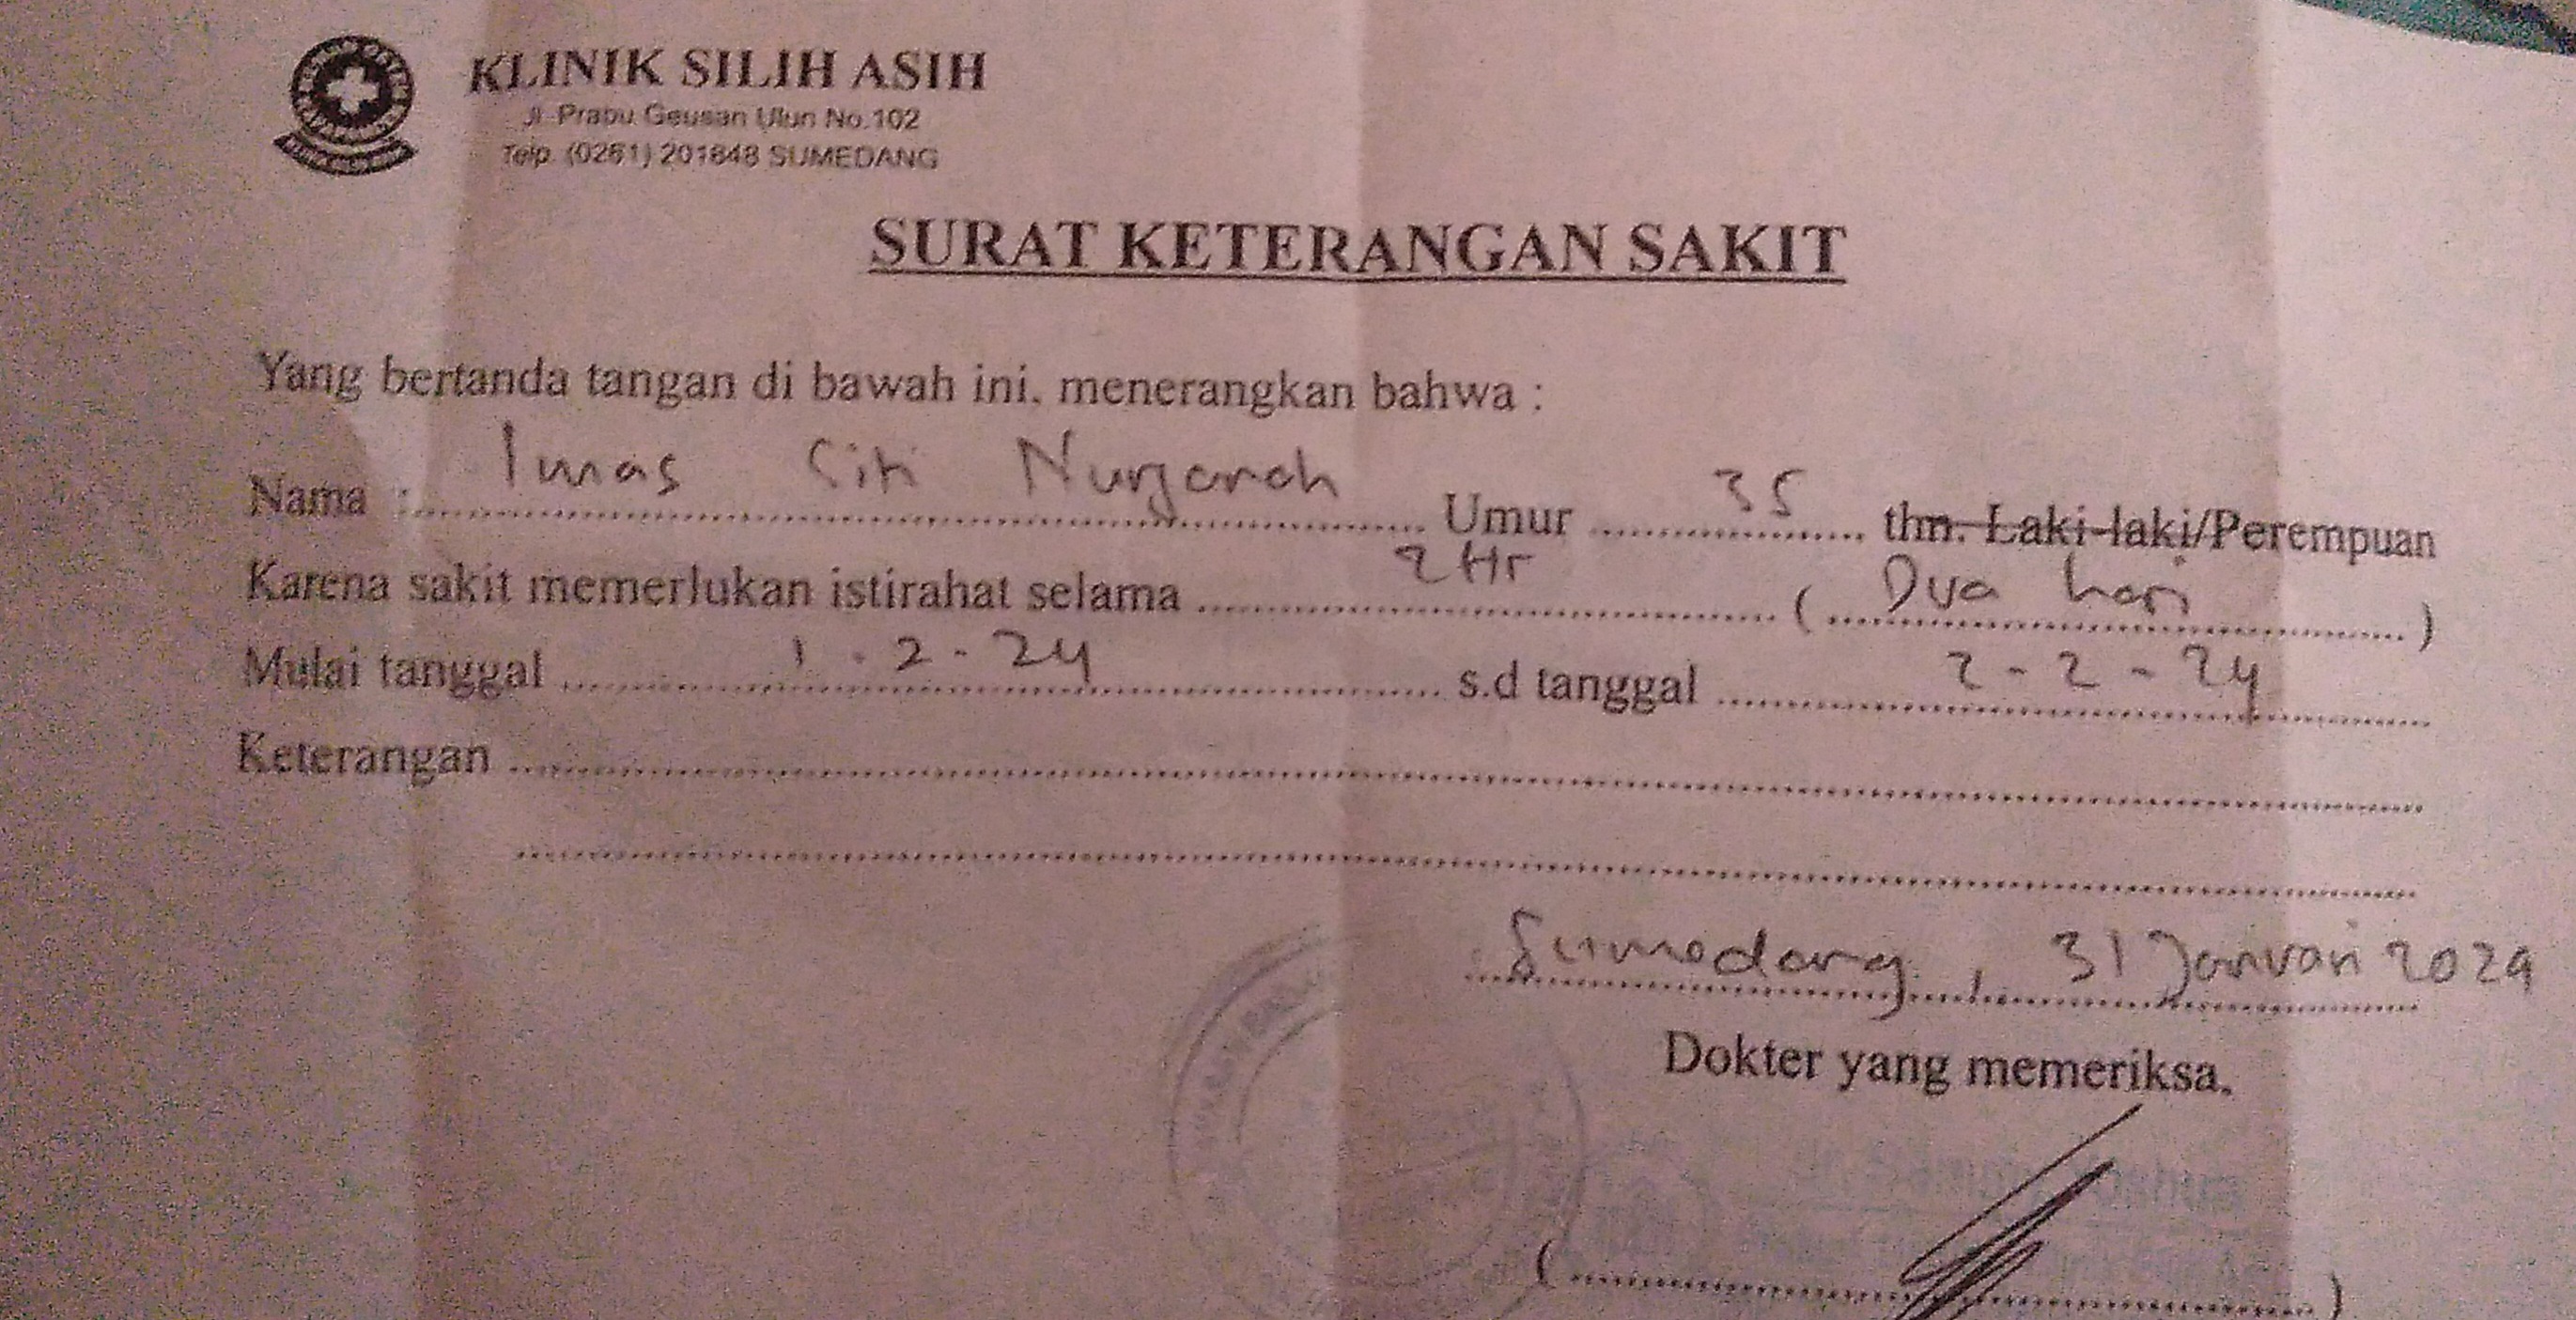 KLINIK SILIH ASIH
Jl. Prabu Geusan Ulun No.102
Telp. (0261) 201648 SUMEDANG
SURAT KETERANGAN SAKIT
Yang bertanda tangan di bawah ini, menerangkan bahwa :
Nama : Imas Siti Nurjanah Umur 35 thn. Laki-laki/Perempuan
Karena sakit memerlukan istirahat selama 2 Hr ( Dua hari )
Mulai tanggal 1 - 2 - 24 s.d tanggal 2 - 2 - 24
Keterangan
Sumedang, 31 Januari 2024
Dokter yang memeriksa,
( )